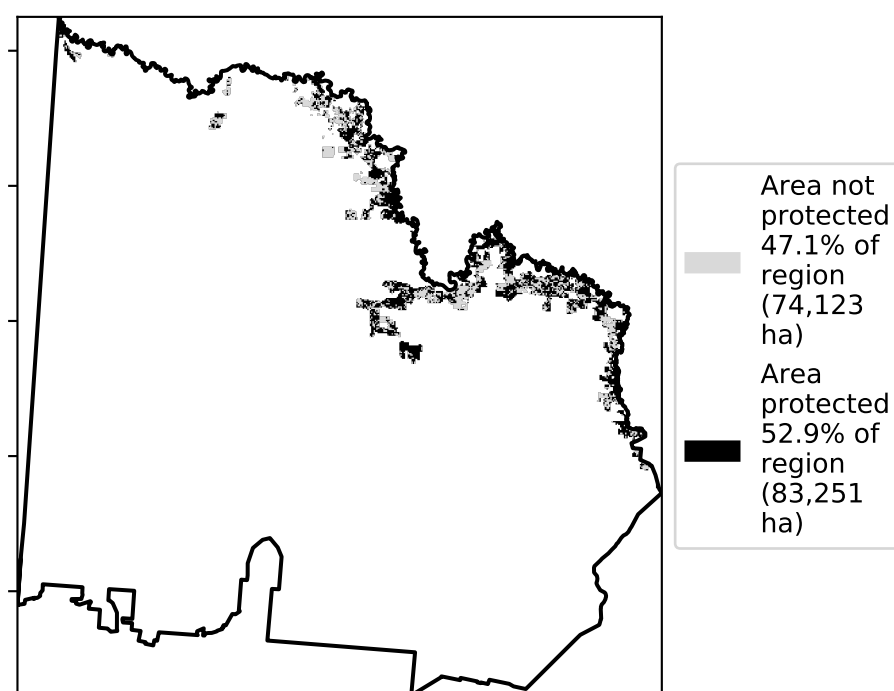 Area not
protected
47.1% of
region
(74,123
ha)
Area
protected
52.9% of
region
(83,251
ha)